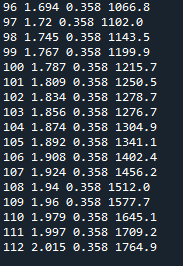 96 1.694 0.358 1066.8
97 1.72 0.358 1102.0
98 1.745 0.358 1143.5
99 1.767 0.358 1199.9
100 1.787 0.358 1215.7
101 1.809 0.358 1250.5
102 1.834 0.358 1278.7
103 1.856 0.358 1276.7
104 1.874 0.358 1304.9
105 1.892 0.358 1341.1
106 1.908 0.358 1402.4
107 1.924 0.358 1456.2
108 1.94 0.358 1512.0
109 1.96 0.358 1577.7
110 1.979 0.358 1645.1
111 1.997 0.358 1709.2
112 2.015 0.358 1764.9